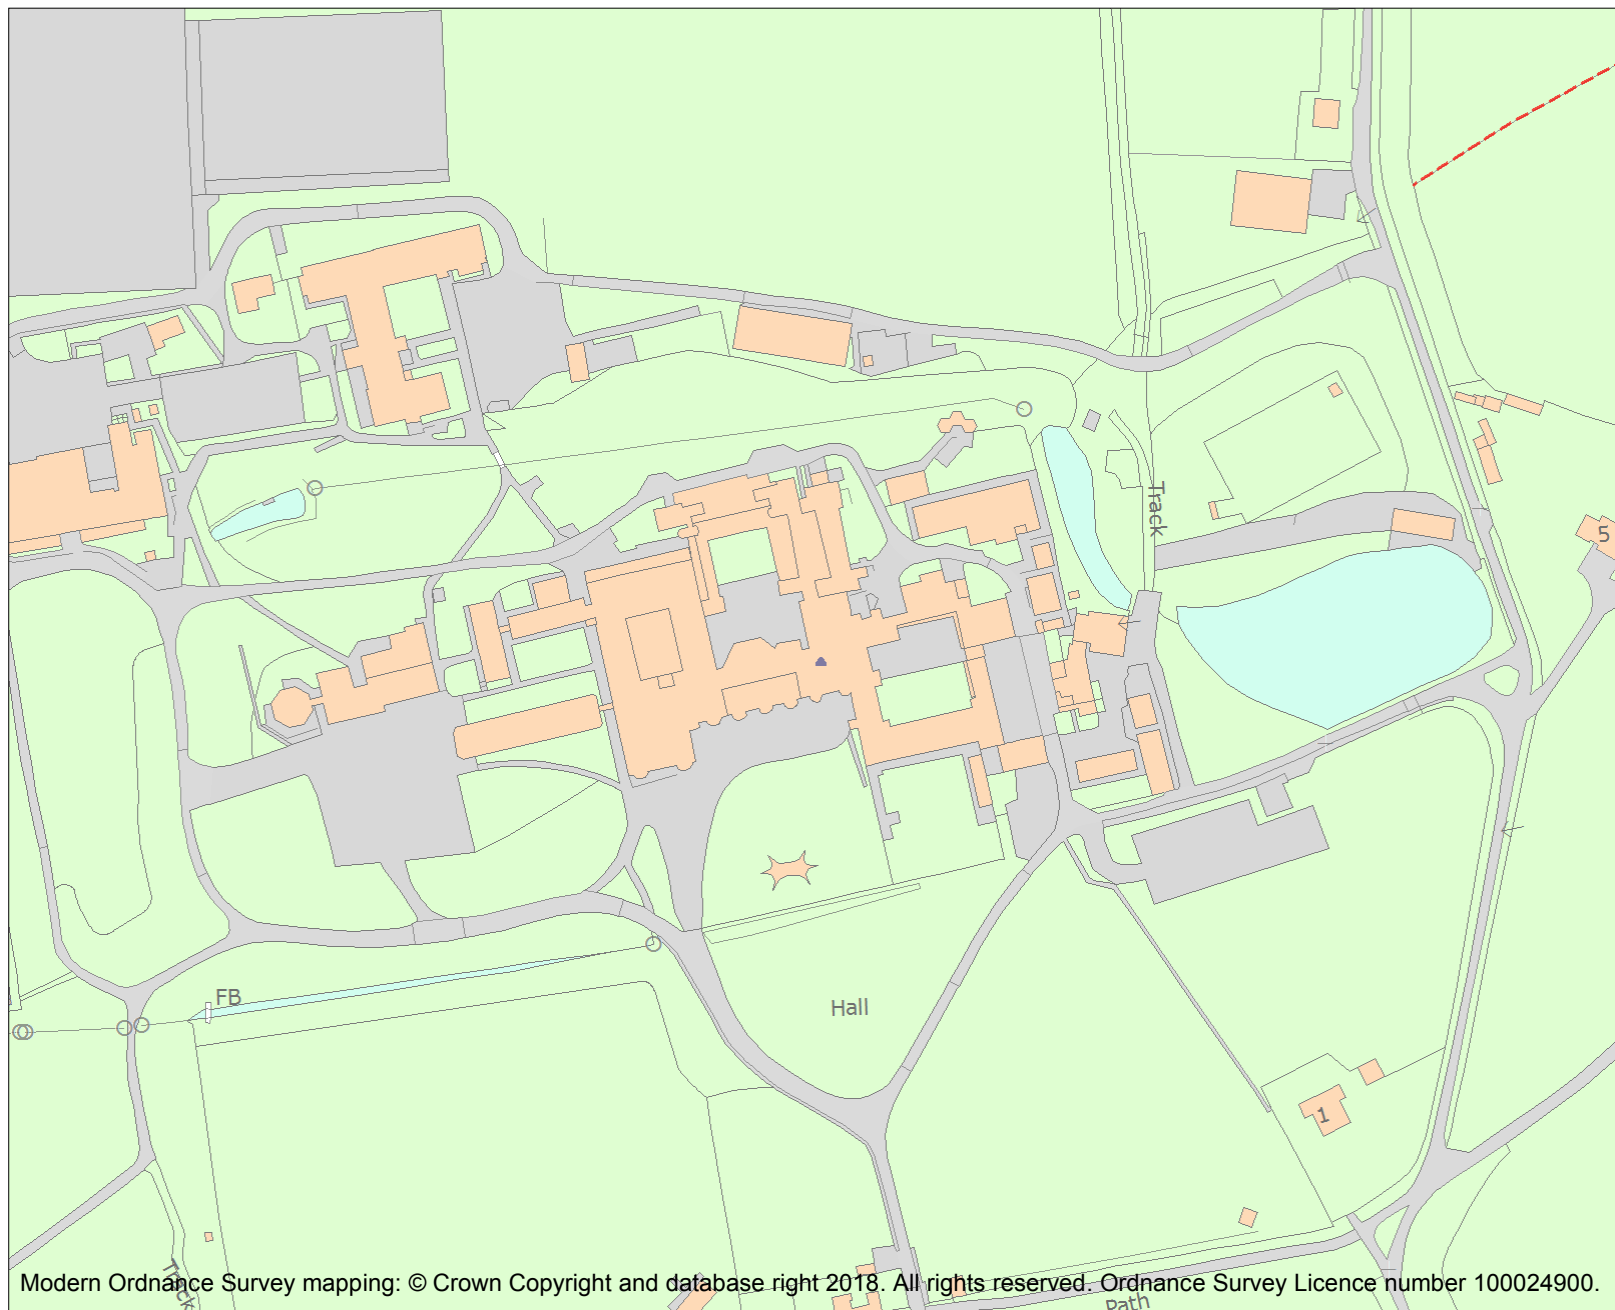 Track
5
FB
Hall
1
Track
Path
Modern Ordnance Survey mapping: © Crown Copyright and database right 2018. All rights reserved. Ordnance Survey Licence number 100024900.